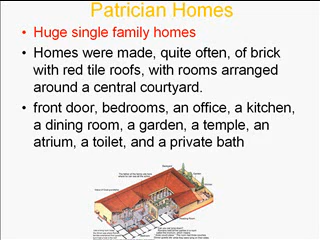 Patrician Homes
• Huge single family homes
• Homes were made, quite often, of brick
with red tile roofs, with rooms arranged
around a central courtyard.
• front door, bedrooms, an office, a kitchen,
a dining room, a garden, a temple, an
atrium, a toilet, and a private bath